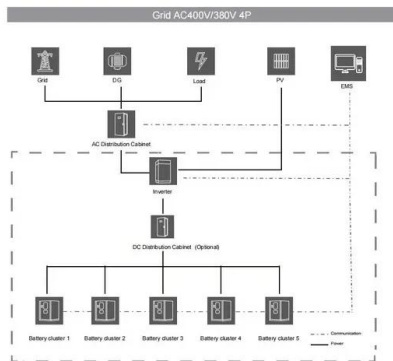 Grid AC400V/380V 4P
Grid
DG
Load
PV
EMS
AC Distribution Cabinet
Inverter
DC Distribution Cabinet (Optional)
Battery cluster 1
Battery cluster 2
Battery cluster 3
Battery cluster 4
Battery cluster 5
Communication
Power